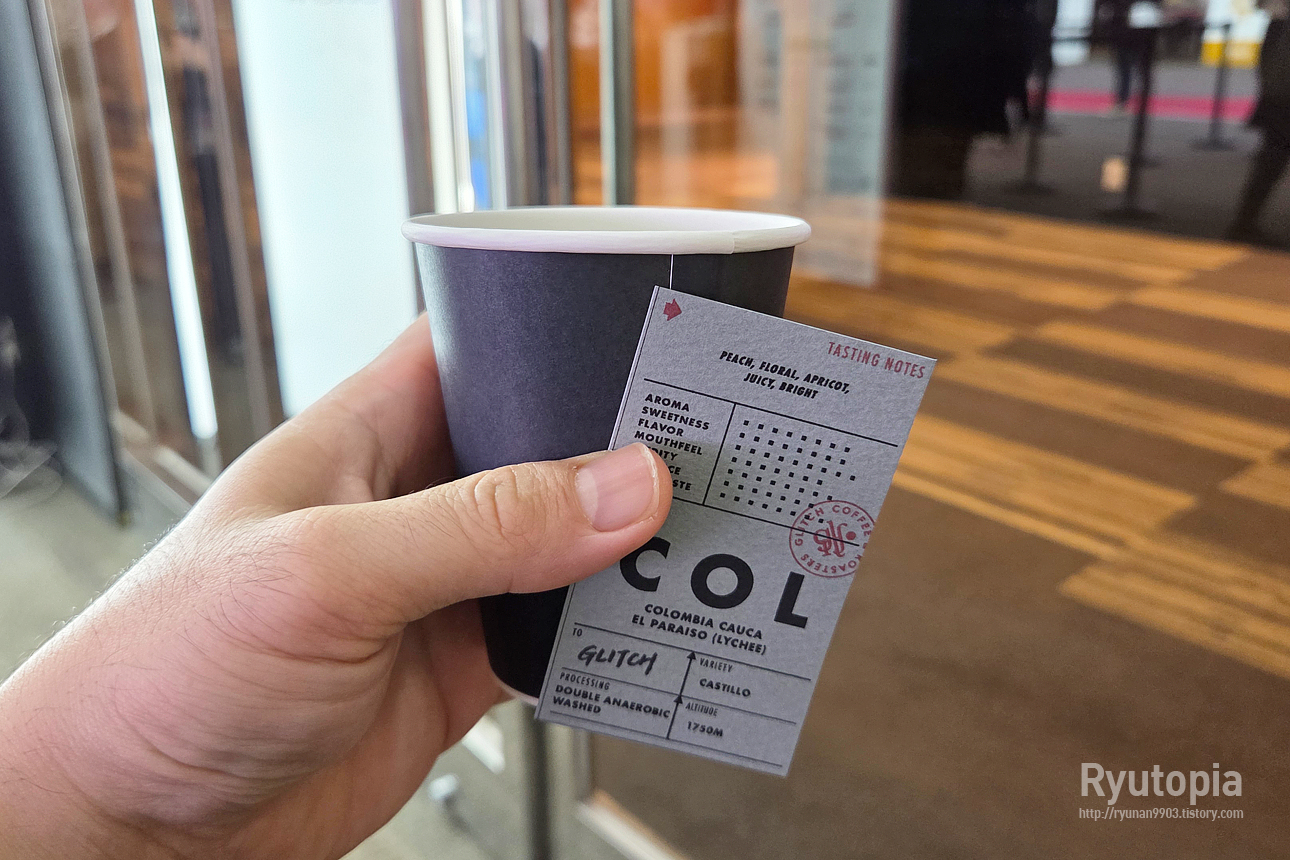 TASTING NOTES
PEACH, FLORAL, APRICOT,
JUICY, BRIGHT
AROMA
SWEETNESS
FLAVOR
MOUTHFEEL
GLITCH COFFEE ROASTERS
COL
COLOMBIA CAUCA
EL PARAISO (LYCHEE)
TO
GLITCH
VARIETY
CASTILLO
PROCESSING
DOUBLE ANAEROBIC
WASHED
ALTITUDE
1750M
Ryutopia
http://ryunan9903.tistory.com